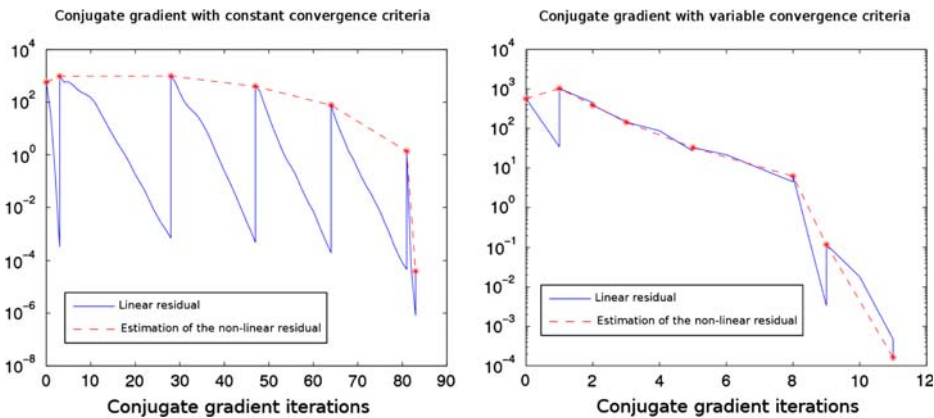 Conjugate gradient with constant convergence criteria
10^4
10^2
10^0
10^-2
10^-4
10^-6
10^-8
Linear residual
Estimation of the non-linear residual
0 10 20 30 40 50 60 70 80 90
Conjugate gradient iterations
Conjugate gradient with variable convergence criteria
10^4
10^3
10^2
10^1
10^0
10^-1
10^-2
10^-3
10^-4
Linear residual
Estimation of the non-linear residual
0 2 4 6 8 10 12
Conjugate gradient iterations